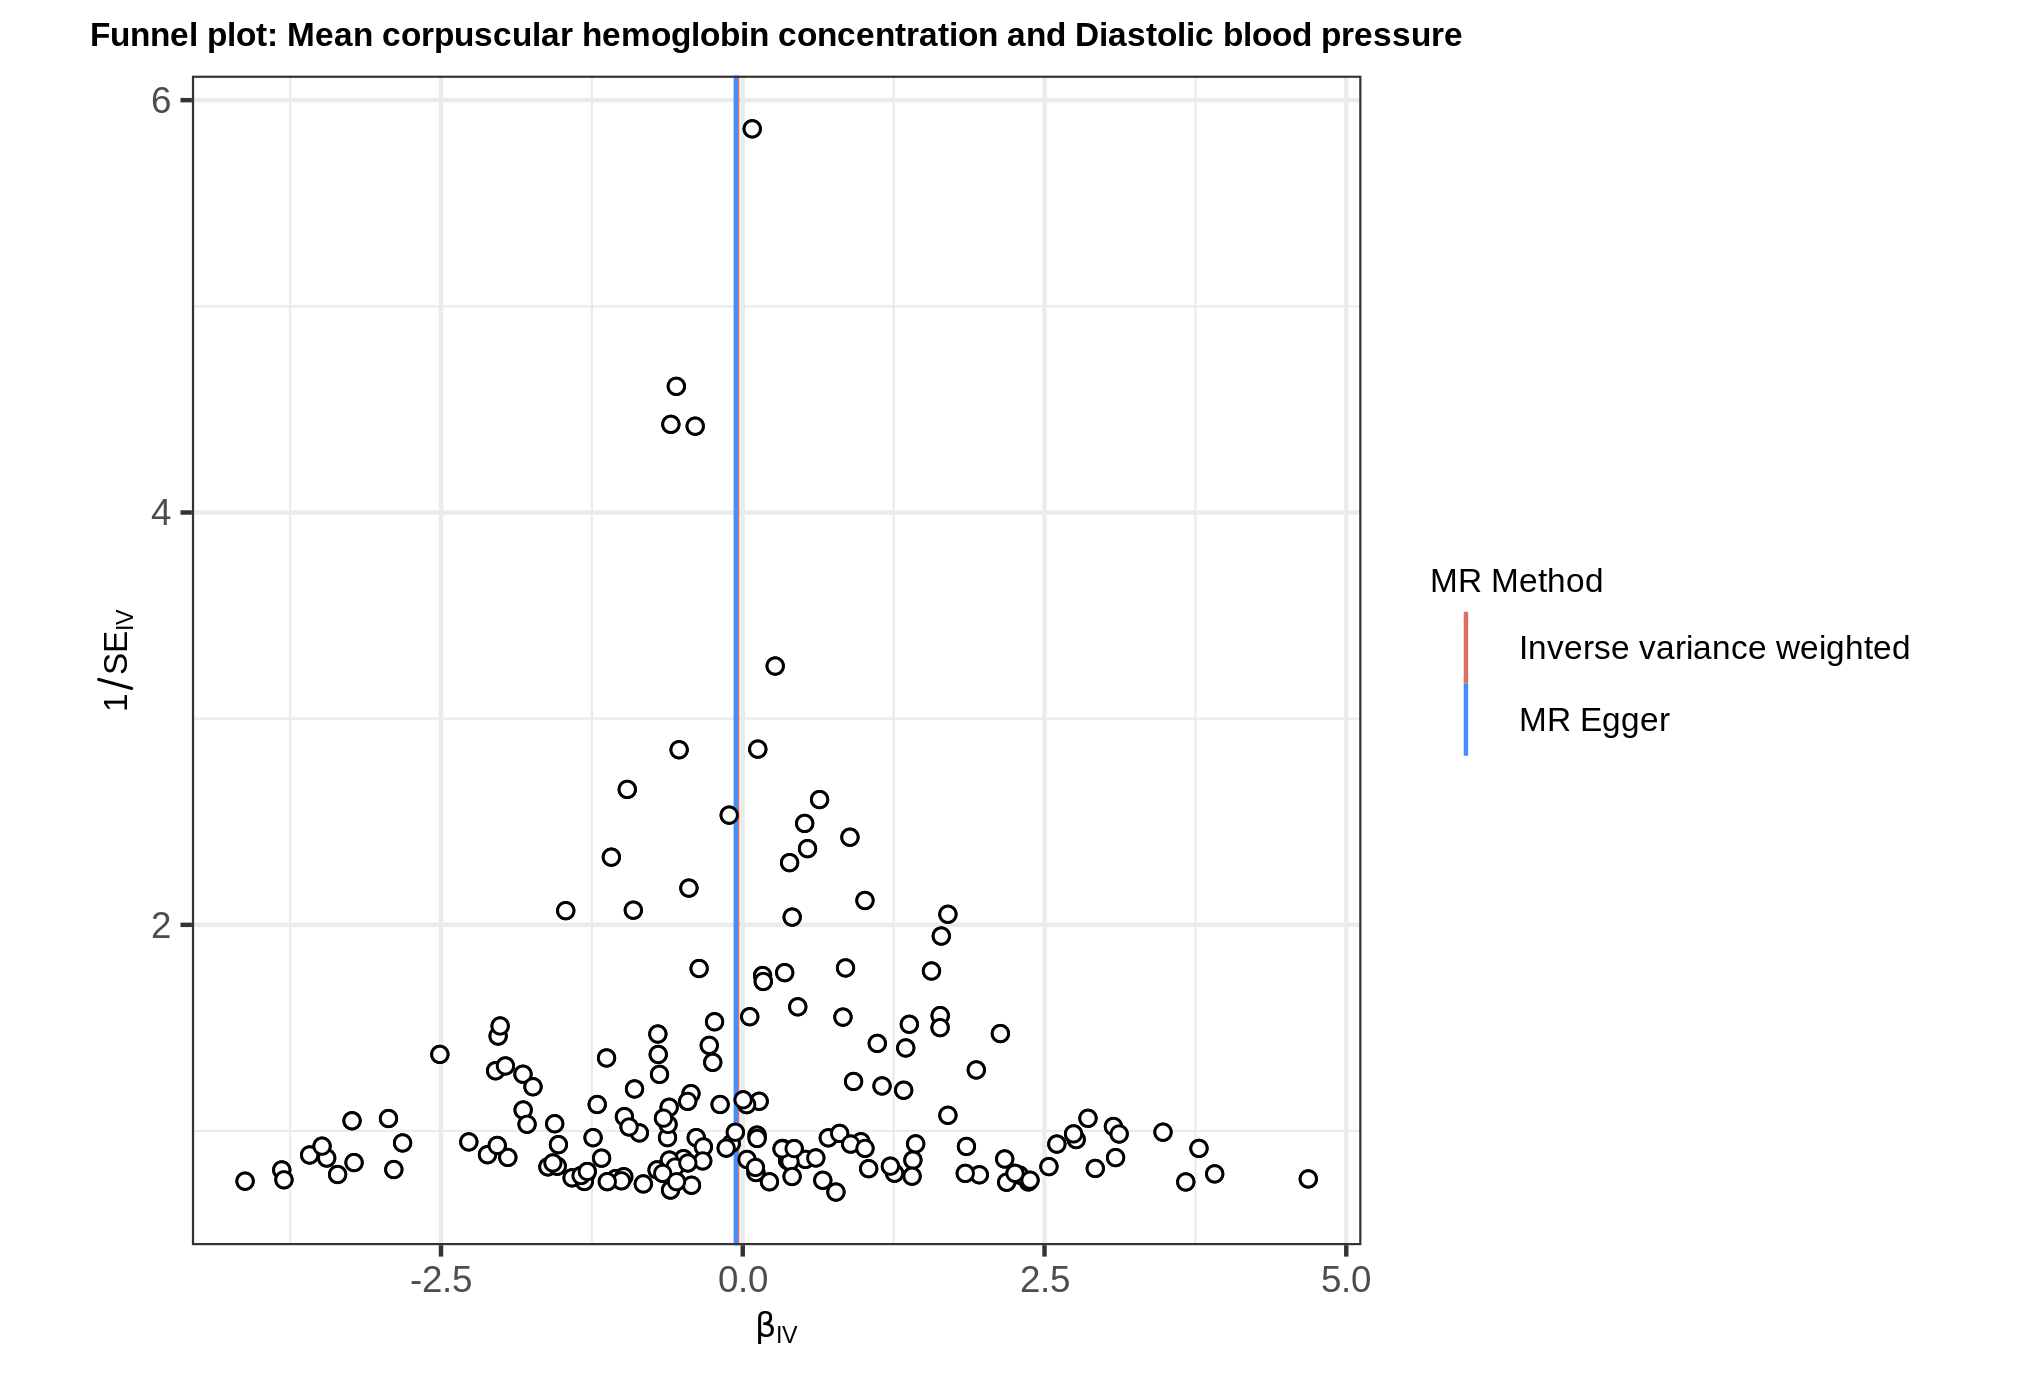 Funnel plot: Mean corpuscular hemoglobin concentration and Diastolic blood pressure
6
4
2
1/SE_IV
-2.5
0.0
2.5
5.0
β_IV
MR Method
Inverse variance weighted
MR Egger